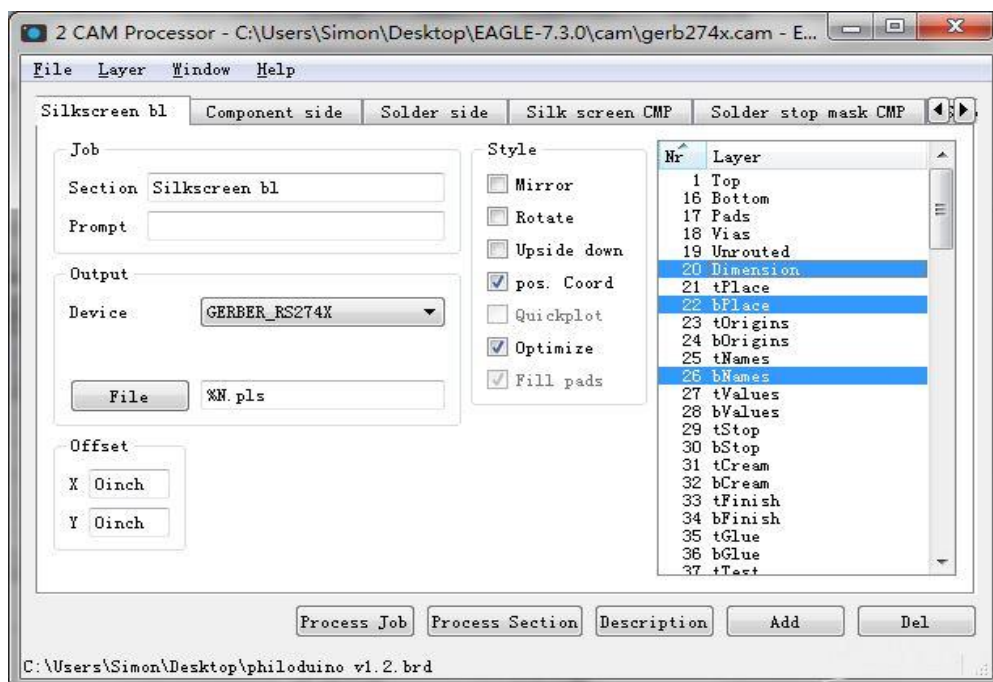 2 CAM Processor - C:\Users\Simon\Desktop\EAGLE-7.3.0\cam\gerb274x.cam - E...
File Layer Window Help
Silkscreen bl Component side Solder side Silk screen CMP Solder stop mask CMP
Job
Section Silkscreen bl
Prompt
Output
Device GERBER_RS274X
File %N.pls
Offset
X 0inch
Y 0inch
Style
Mirror
Rotate
Upside down
pos. Coord
Quickplot
Optimize
Fill pads
Nr Layer
1 Top
16 Bottom
17 Pads
18 Vias
19 Unrouted
20 Dimension
21 tPlace
22 bPlace
23 tOrigins
24 bOrigins
25 tNames
26 bNames
27 tValues
28 bValues
29 tStop
30 bStop
31 tCream
32 bCream
33 tFinish
34 bFinish
35 tGlue
36 bGlue
37 tTest
Process Job Process Section Description Add Del
C:\Users\Simon\Desktop\philoduino v1.2.brd